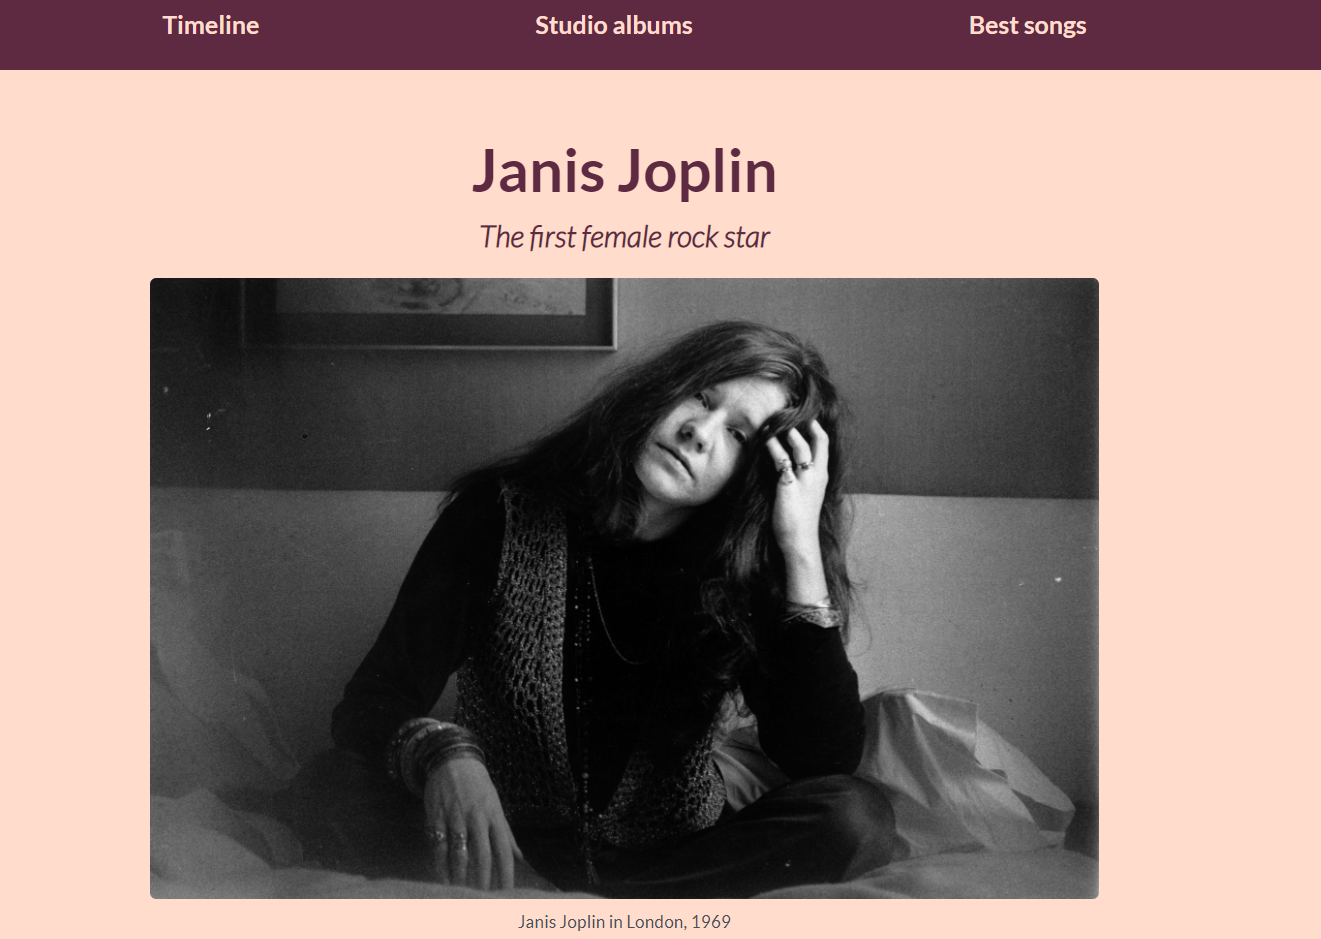 Timeline Studio albums Best songs
Janis Joplin
The first female rock star
Janis Joplin in London, 1969